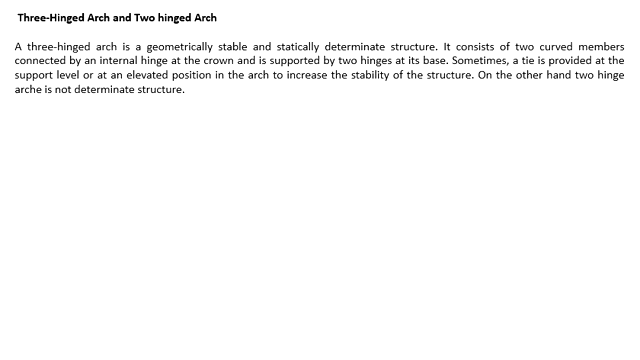 Three-Hinged Arch and Two hinged Arch
A three-hinged arch is a geometrically stable and statically determinate structure. It consists of two curved members
connected by an internal hinge at the crown and is supported by two hinges at its base. Sometimes, a tie is provided at the
support level or at an elevated position in the arch to increase the stability of the structure. On the other hand two hinge
arche is not determinate structure.